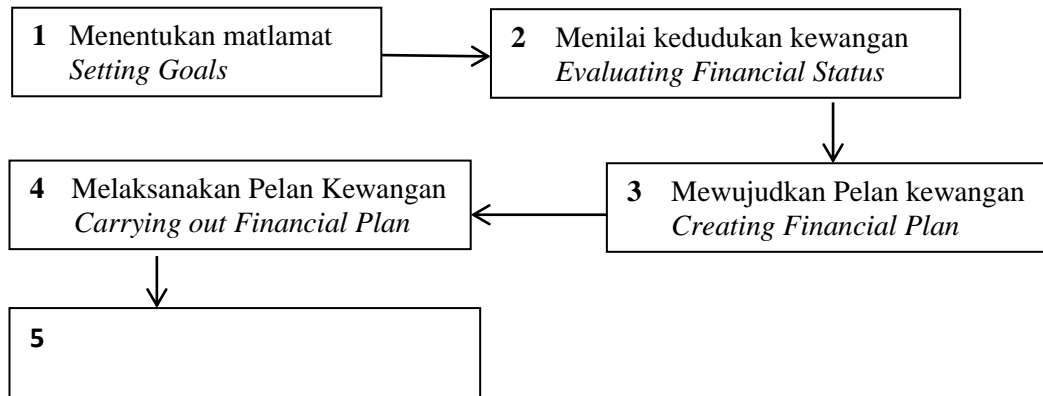 1 Menentukan matlamat
Setting Goals
2 Menilai kedudukan kewangan
Evaluating Financial Status
3 Mewujudkan Pelan kewangan
Creating Financial Plan
4 Melaksanakan Pelan Kewangan
Carrying out Financial Plan
5